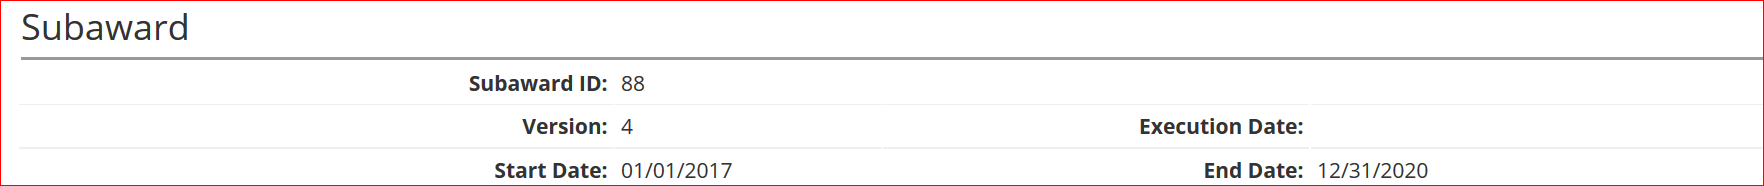 Subaward
Subaward ID: 88
Version: 4 Execution Date:
Start Date: 01/01/2017 End Date: 12/31/2020